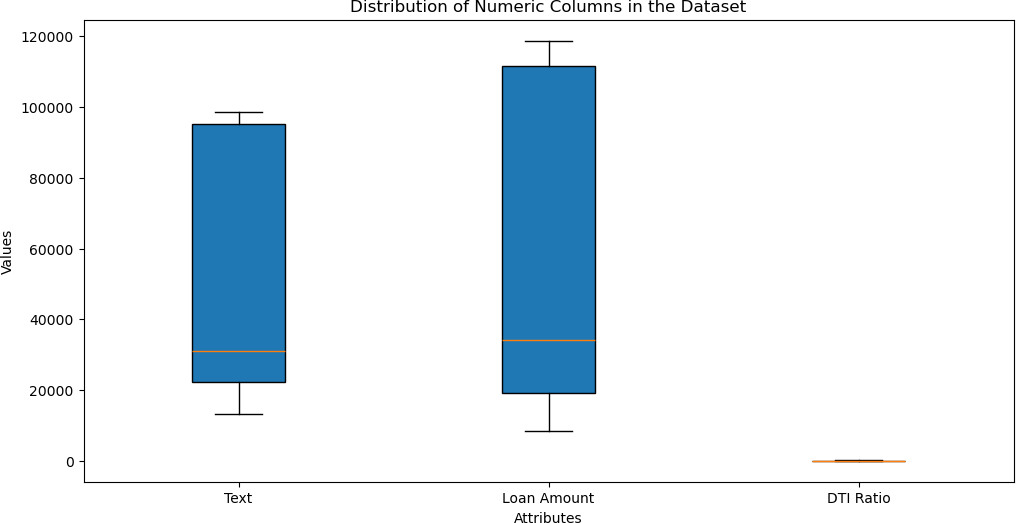 Distribution of Numeric Columns in the Dataset
120000
100000
80000
60000
40000
20000
0
Values
Text
Loan Amount
DTI Ratio
Attributes